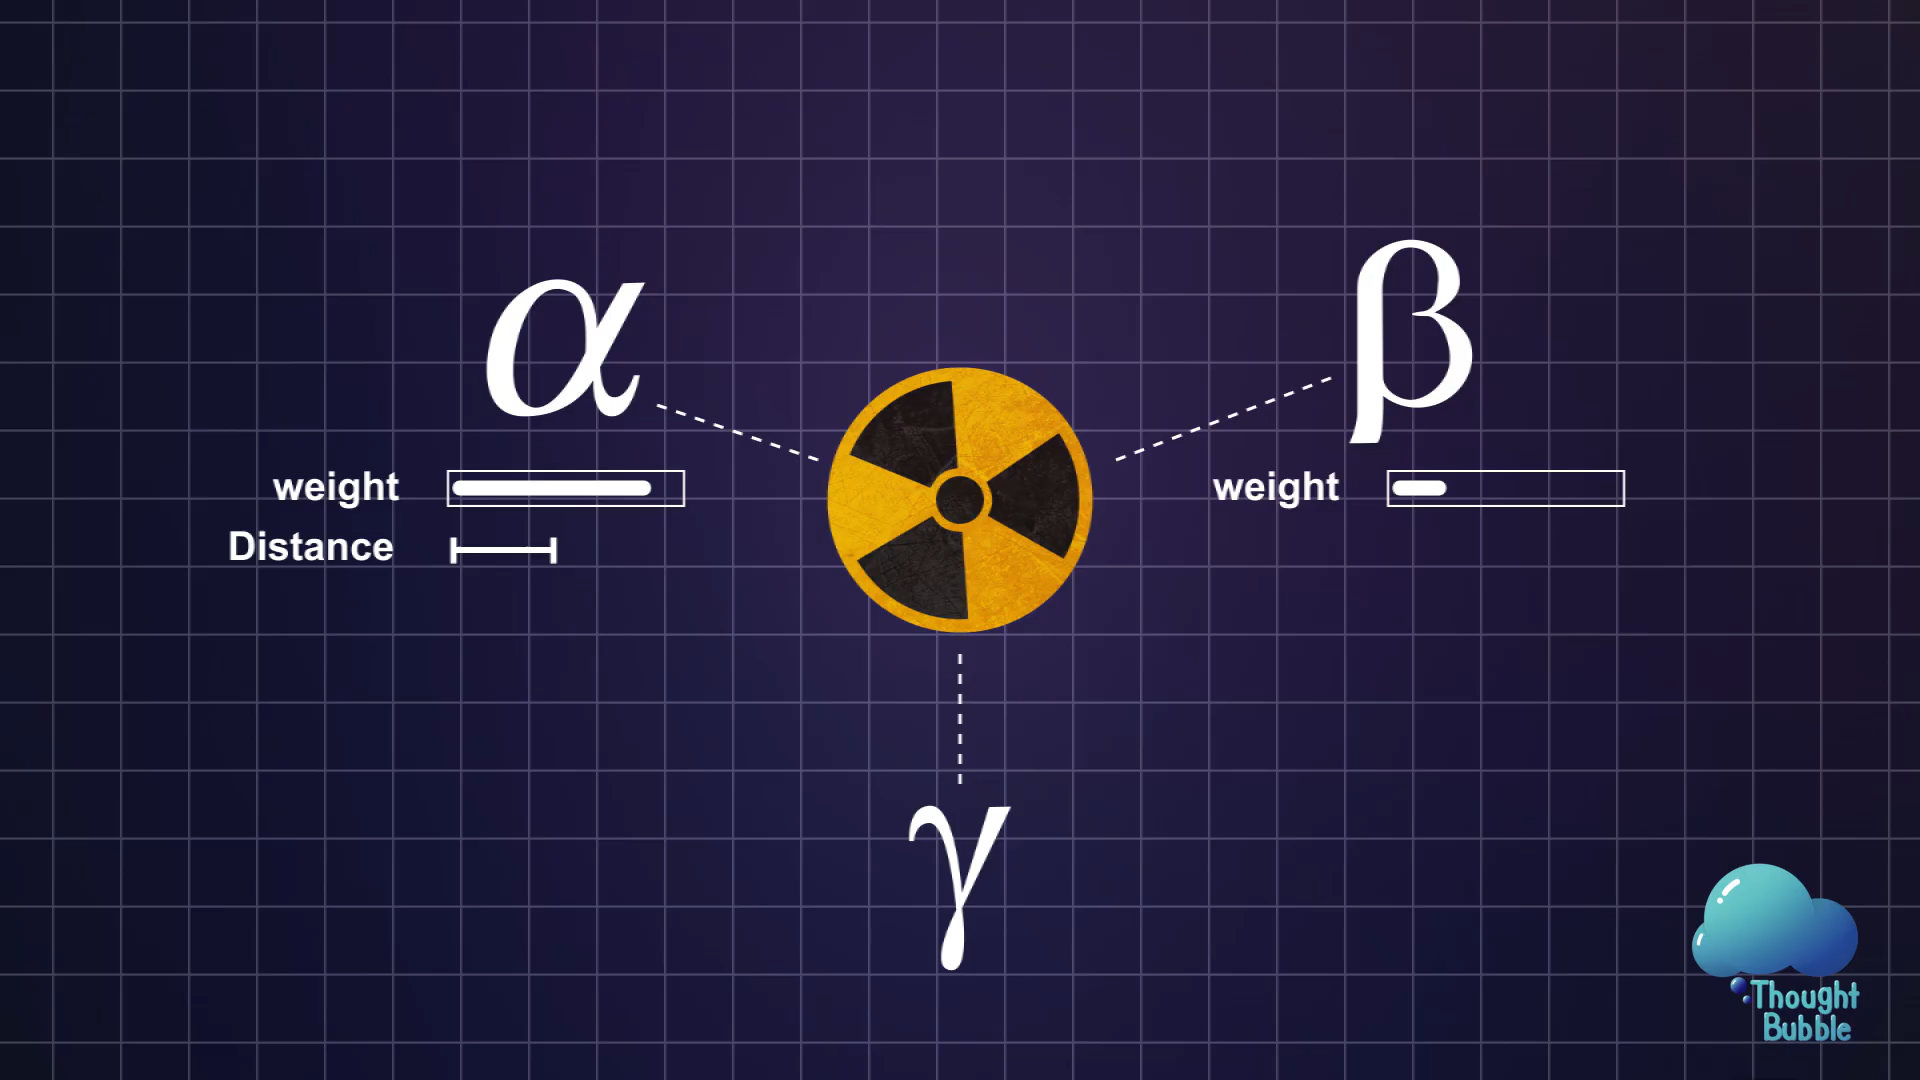 α
β
weight
weight
Distance
γ
Thought
Bubble